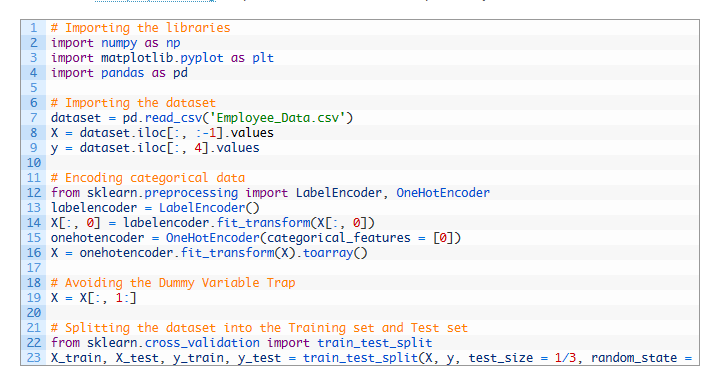 1 # Importing the libraries
2 import numpy as np
3 import matplotlib.pyplot as plt
4 import pandas as pd
5
6 # Importing the dataset
7 dataset = pd.read_csv('Employee_Data.csv')
8 X = dataset.iloc[:, :-1].values
9 y = dataset.iloc[:, 4].values
10
11 # Encoding categorical data
12 from sklearn.preprocessing import LabelEncoder, OneHotEncoder
13 labelencoder = LabelEncoder()
14 X[:, 0] = labelencoder.fit_transform(X[:, 0])
15 onehotencoder = OneHotEncoder(categorical_features = [0])
16 X = onehotencoder.fit_transform(X).toarray()
17
18 # Avoiding the Dummy Variable Trap
19 X = X[:, 1:]
20
21 # Splitting the dataset into the Training set and Test set
22 from sklearn.cross_validation import train_test_split
23 X_train, X_test, y_train, y_test = train_test_split(X, y, test_size = 1/3, random_state =